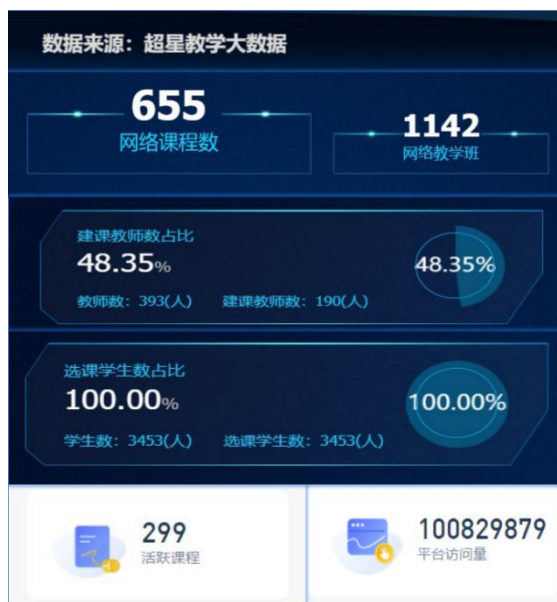 数据来源：超星教学大数据
655
网络课程数
1142
网络教学班
建课教师数占比
48.35%
48.35%
教师数：393(人) 建课教师数：190(人)
选课学生数占比
100.00%
100.00%
学生数：3453(人) 选课学生数：3453(人)
299
活跃课程
100829879
平台访问量